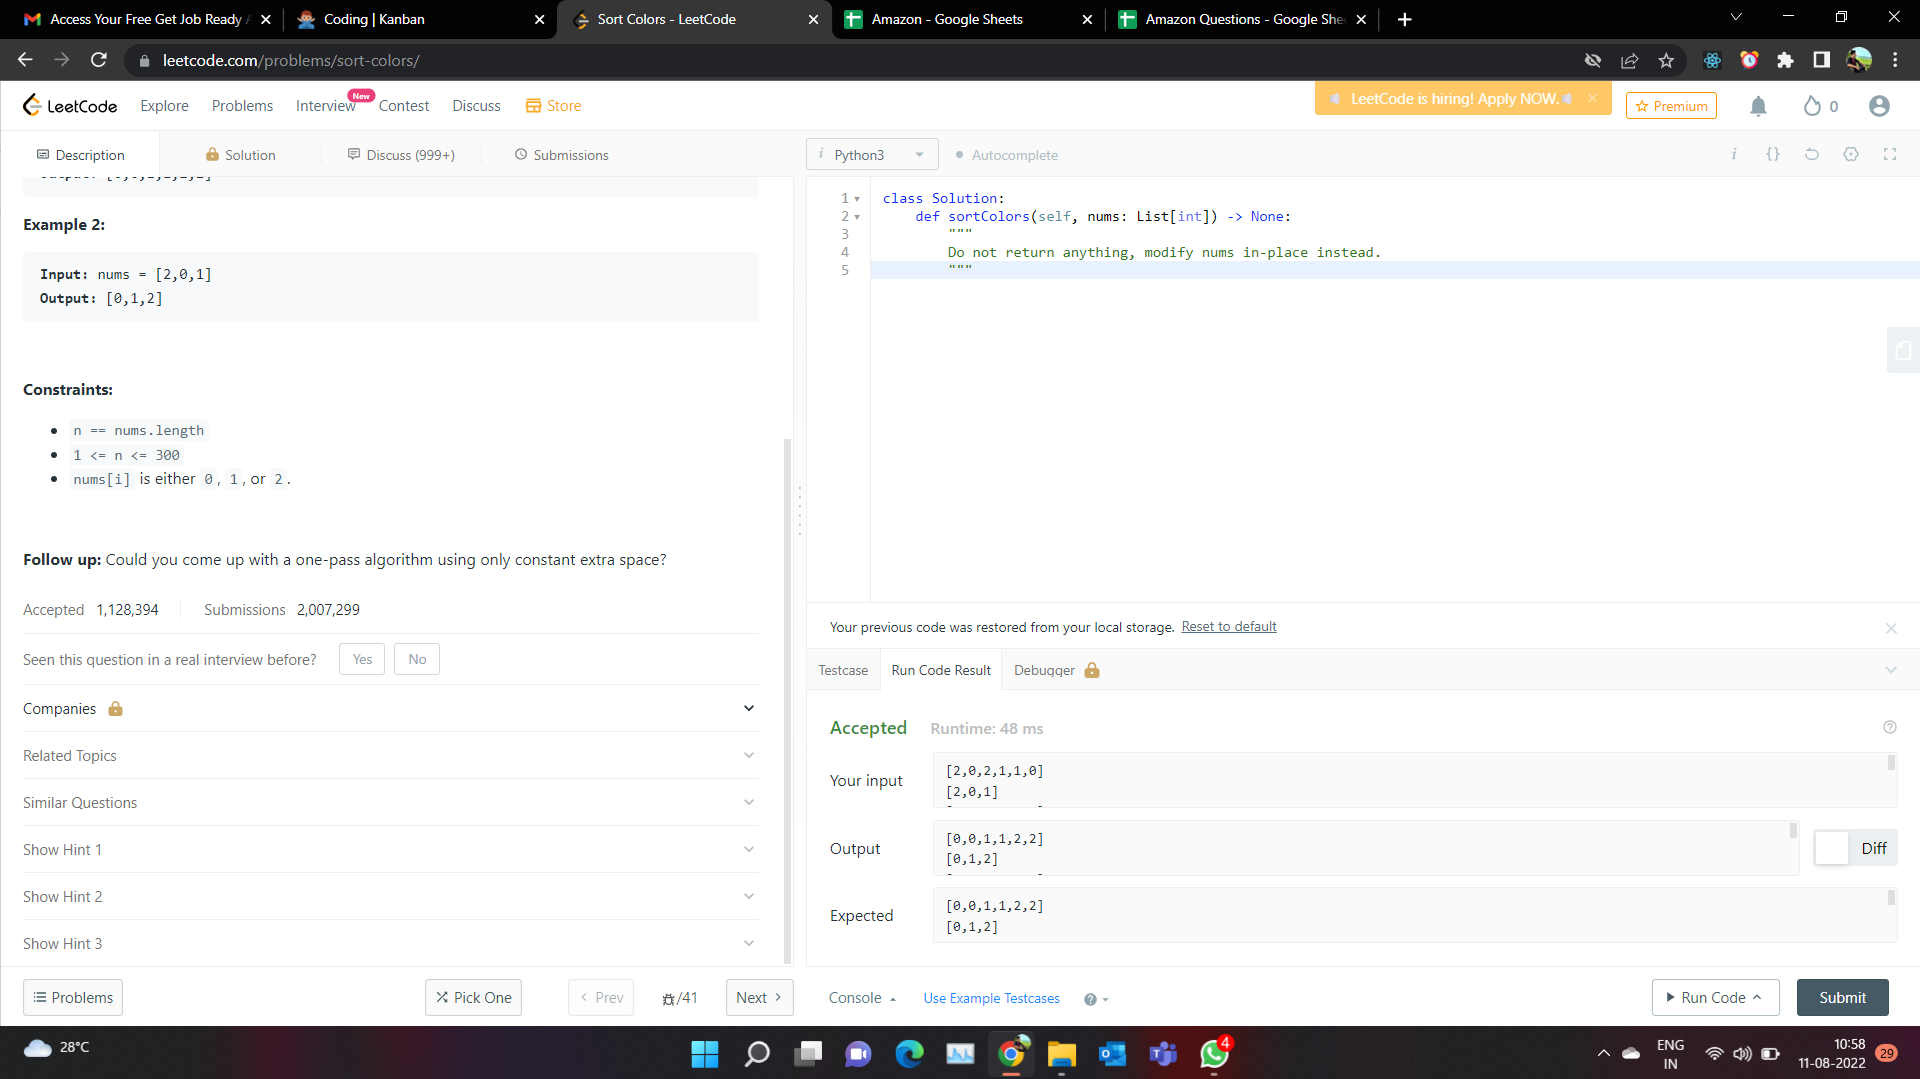 Access Your Free Get Job Ready
Coding | Kanban
Sort Colors - LeetCode
Amazon - Google Sheets
Amazon Questions - Google She
leetcode.com/problems/sort-colors/
LeetCode
Explore
Problems
Interview
New
Contest
Discuss
Store
LeetCode is hiring! Apply NOW.
Premium
0
Description
Solution
Discuss (999+)
Submissions
i Python3
Autocomplete
Example 2:
Input: nums = [2,0,1]
Output: [0,1,2]
Constraints:
n == nums.length
1 <= n <= 300
nums[i] is either 0, 1, or 2.
Follow up: Could you come up with a one-pass algorithm using only constant extra space?
Accepted 1,128,394 Submissions 2,007,299
Seen this question in a real interview before? Yes No
Companies
Related Topics
Similar Questions
Show Hint 1
Show Hint 2
Show Hint 3
Problems
Pick One
Prev
/41
Next
1 class Solution:
2 def sortColors(self, nums: List[int]) -> None:
3 """
4 Do not return anything, modify nums in-place instead.
5 """
Your previous code was restored from your local storage. Reset to default
Testcase
Run Code Result
Debugger
Accepted Runtime: 48 ms
Your input
[2,0,2,1,1,0]
[2,0,1]
Output
[0,0,1,1,2,2]
[0,1,2]
Diff
Expected
[0,0,1,1,2,2]
[0,1,2]
Console
Use Example Testcases
Run Code
Submit
28°C
4
ENG
IN
10:58
11-08-2022
29